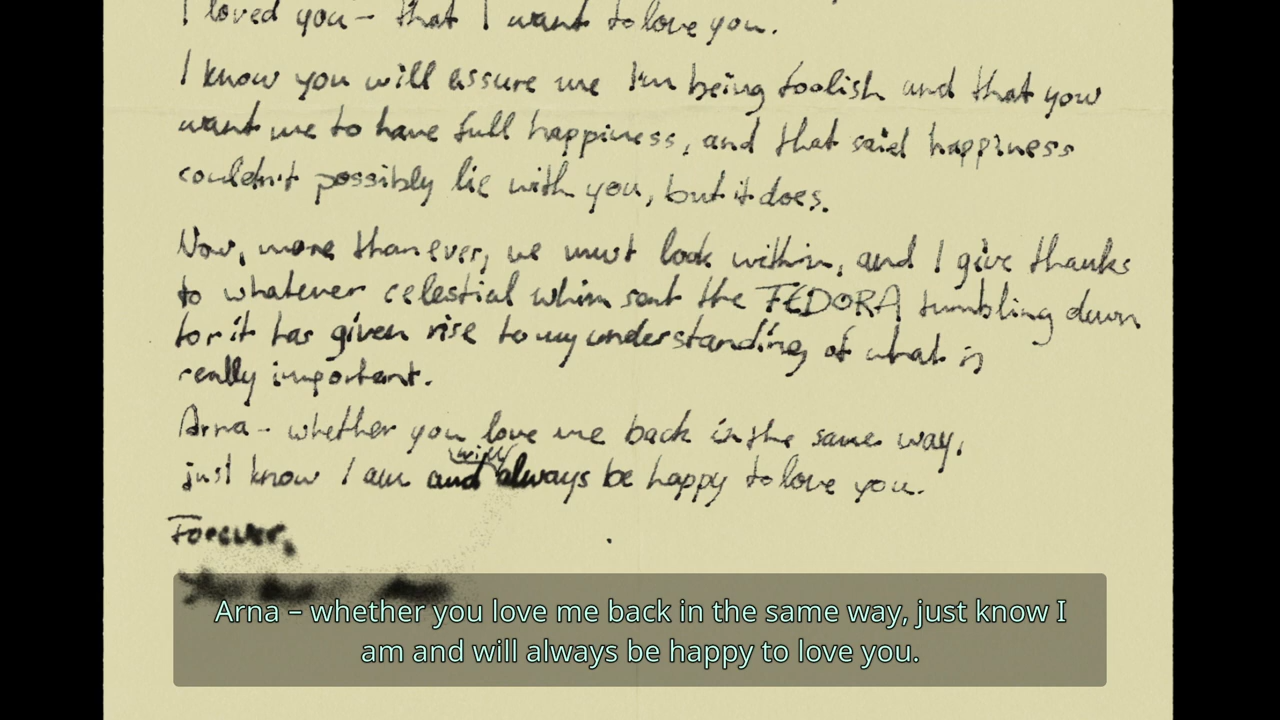 I loved you – that I want to love you.
I know you will assure me I'm being foolish and that you
want me to have full happiness, and that said happiness
couldn't possibly lie with you, but it does.
Now, more than ever, we must look within, and I give thanks
to whatever celestial whim sent the FEDORA tumbling down
for it has given rise to my understanding of what is
really important.
Arna – whether you love me back in the same way,
will
just know I am and always be happy to love you.
Forever,
Arna – whether you love me back in the same way, just know I
am and will always be happy to love you.